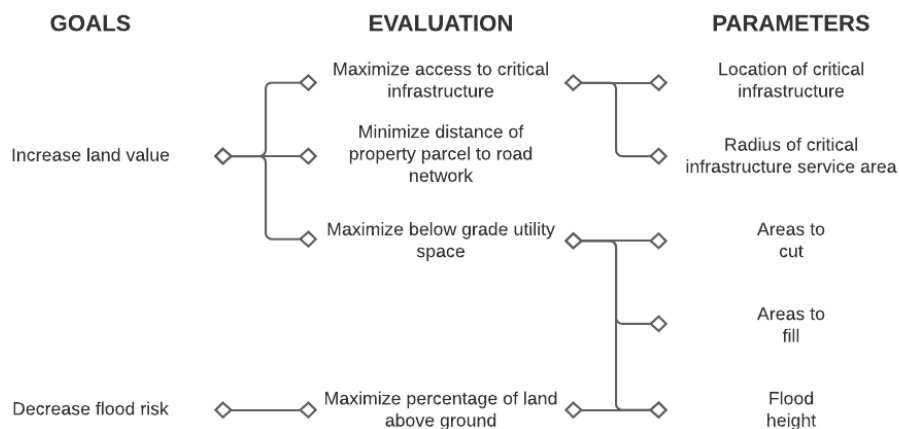 GOALS
EVALUATION
PARAMETERS
Maximize access to critical
infrastructure
Location of critical
infrastructure
Increase land value
Minimize distance of
property parcel to road
network
Radius of critical
infrastructure service area
Maximize below grade utility
space
Areas to
cut
Areas to
fill
Decrease flood risk
Maximize percentage of land
above ground
Flood
height